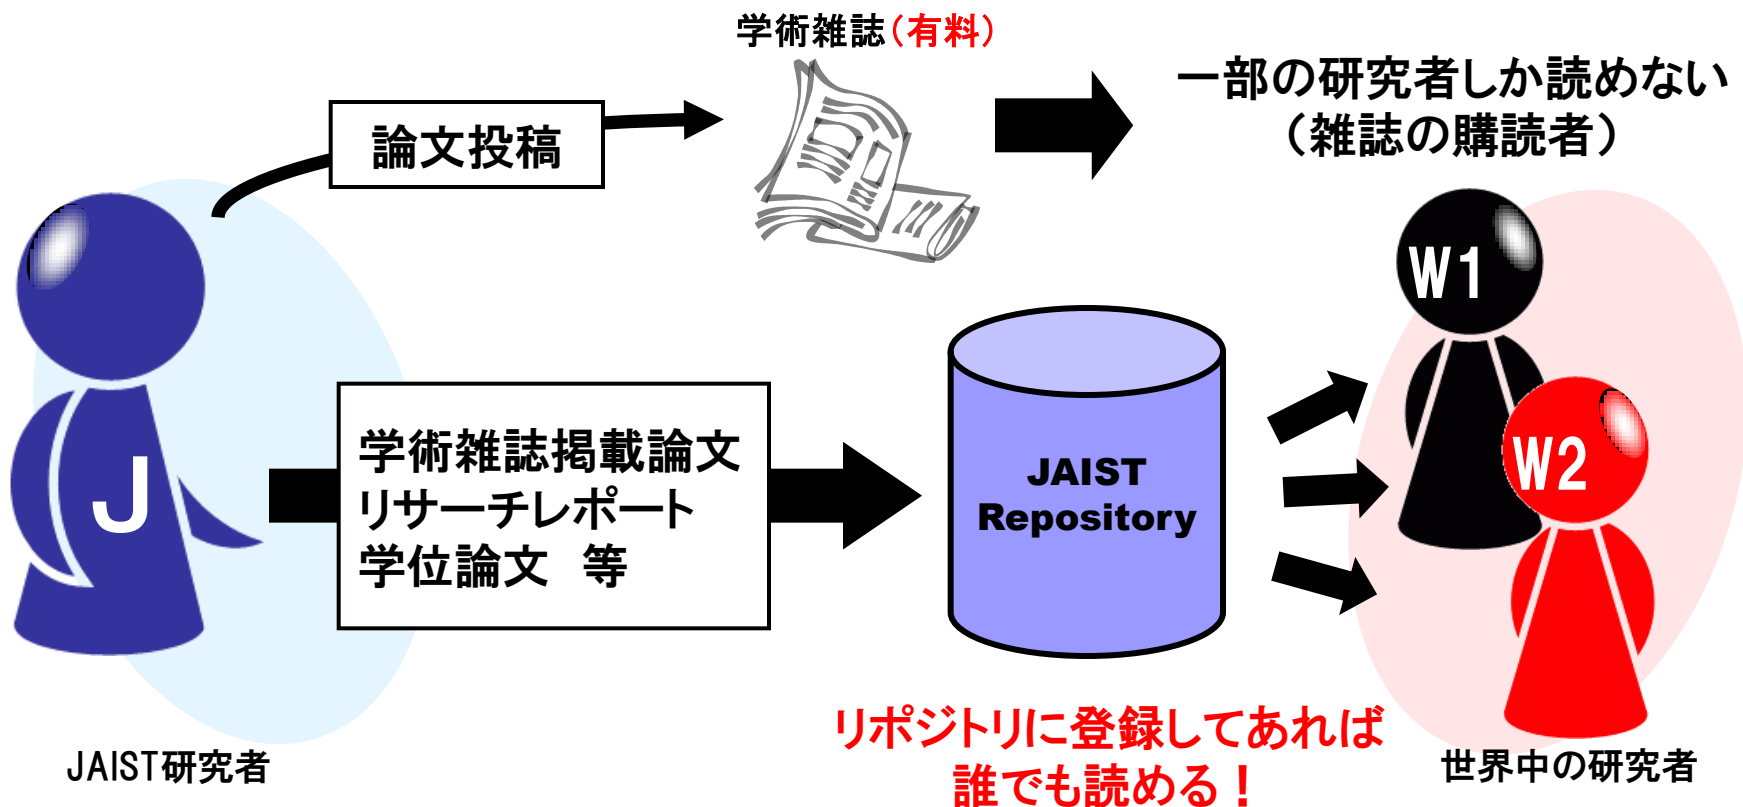 学術雑誌(有料)
論文投稿
一部の研究者しか読めない
(雑誌の購読者)
J
学術雑誌掲載論文
リサーチレポート
学位論文 等
JAIST
Repository
W1
W2
リポジトリに登録してあれば
誰でも読める!
JAIST研究者
世界中の研究者